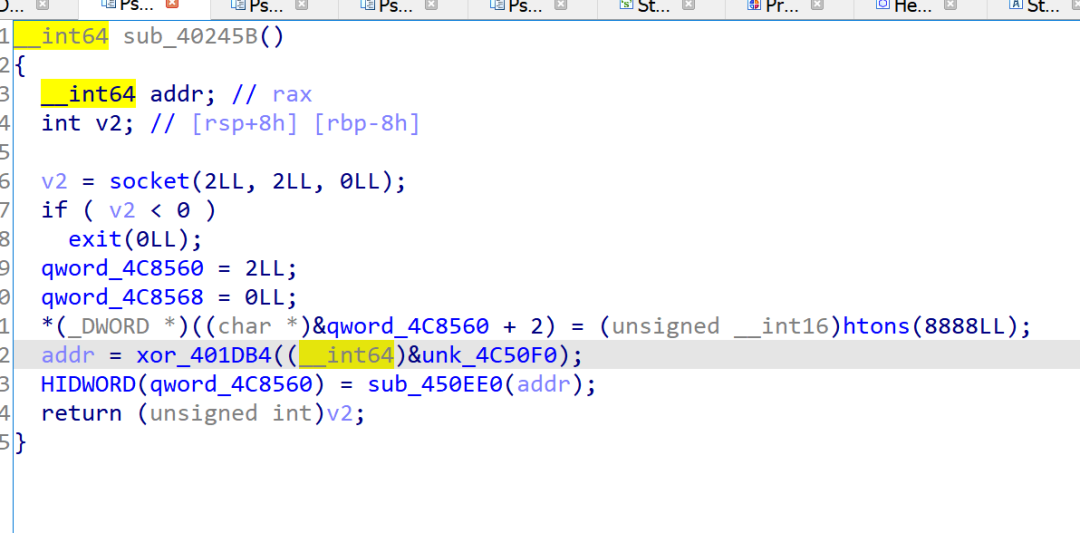 Ps... Ps... Ps... Ps... St... Pr... He... St...
1 __int64 sub_40245B()
2 {
3 __int64 addr; // rax
4 int v2; // [rsp+8h] [rbp-8h]
5
6 v2 = socket(2LL, 2LL, 0LL);
7 if ( v2 < 0 )
8 exit(0LL);
9 qword_4C8560 = 2LL;
0 qword_4C8568 = 0LL;
1 *(_DWORD *)((char *)&qword_4C8560 + 2) = (unsigned __int16)htons(8888LL);
2 addr = xor_401DB4((__int64)&unk_4C50F0);
3 HIDWORD(qword_4C8560) = sub_450EE0(addr);
4 return (unsigned int)v2;
5 }